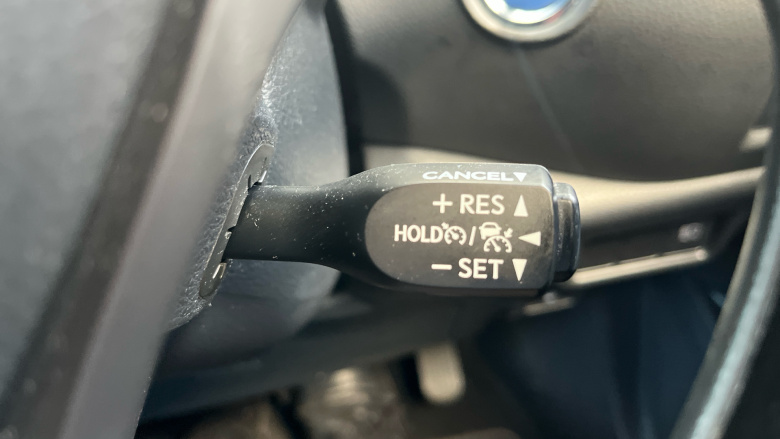 CANCEL▼
+ RES ▲
HOLD / ◀
− SET ▼